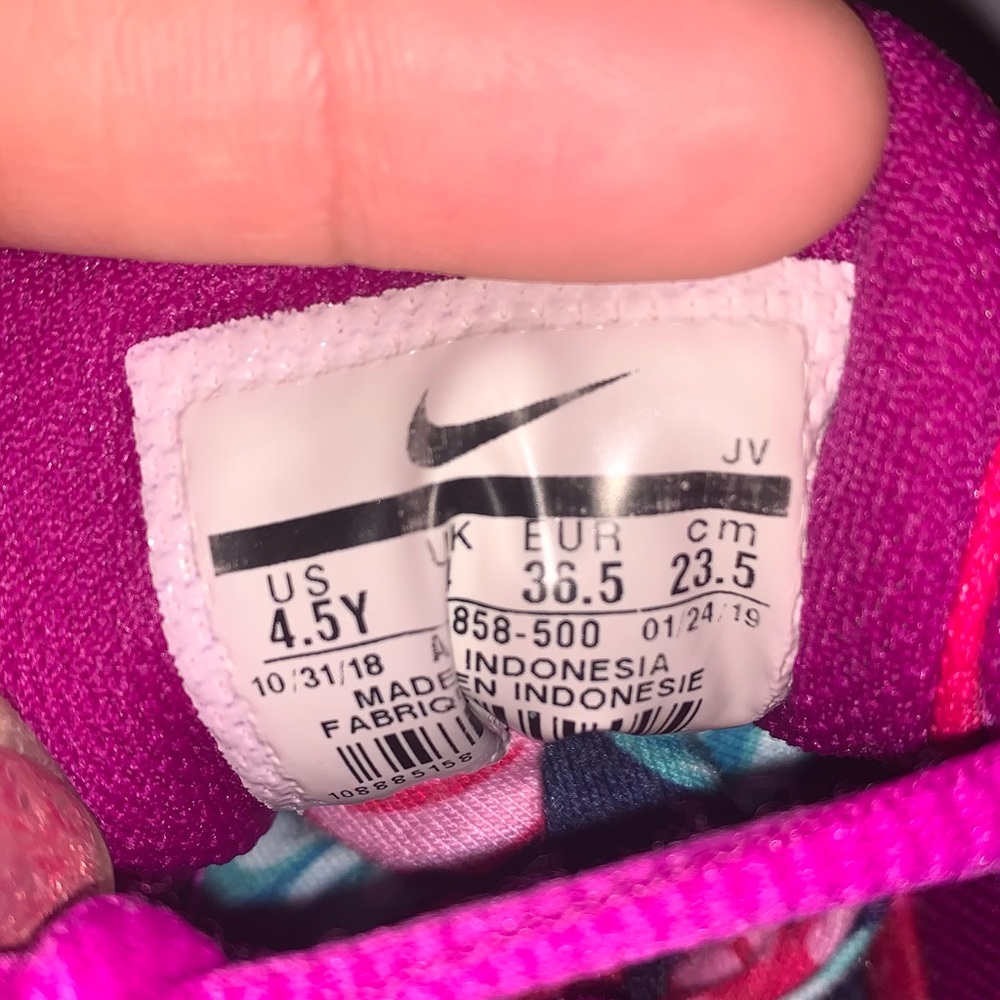 JV
US UK EUR cm
4.5Y 36.5 23.5
10/31/18 858-500 01/24/19
MADE INDONESIA
FABRIQ EN INDONESIE
108885158